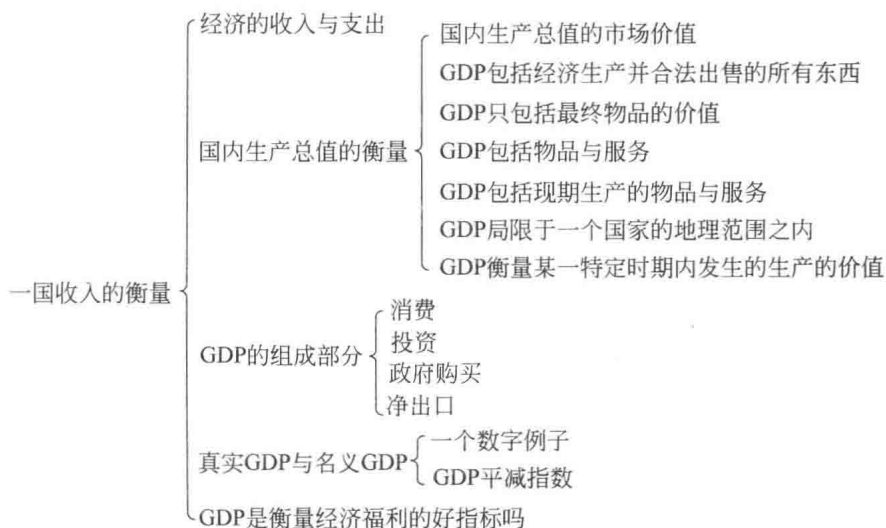 一国收入的衡量
经济的收入与支出
国内生产总值的衡量
国内生产总值的市场价值
GDP包括经济生产并合法出售的所有东西
GDP只包括最终物品的价值
GDP包括物品与服务
GDP包括现期生产的物品与服务
GDP局限于一个国家的地理范围之内
GDP衡量某一特定时期内发生的生产的价值
GDP的组成部分
消费
投资
政府购买
净出口
真实GDP与名义GDP
一个数字例子
GDP平减指数
GDP是衡量经济福利的好指标吗